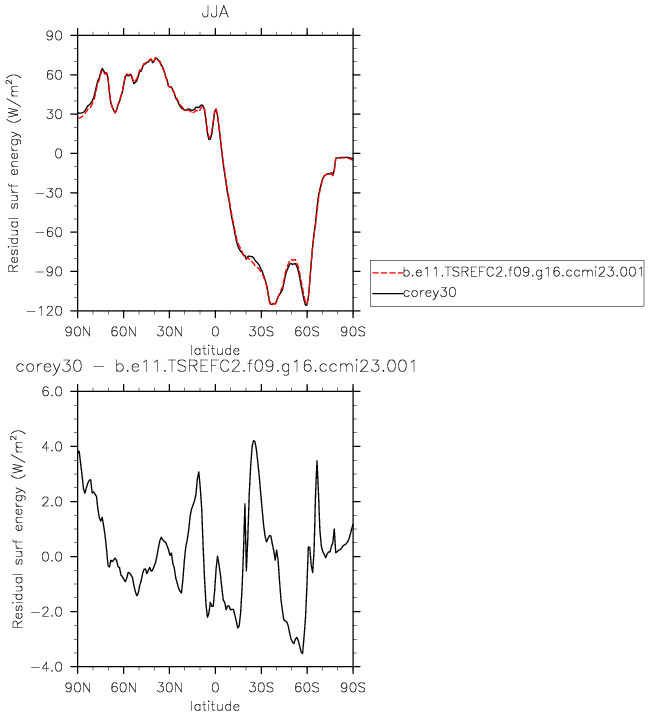 JJA
Residual surf energy (W/m²)
90
60
30
0
−30
−60
−90
−120
90N 60N 30N 0 30S 60S 90S
latitude
b.e11.TSREFC2.f09.g16.ccmi23.001
corey30
corey30 − b.e11.TSREFC2.f09.g16.ccmi23.001
Residual surf energy (W/m²)
6.0
4.0
2.0
0.0
−2.0
−4.0
90N 60N 30N 0 30S 60S 90S
latitude